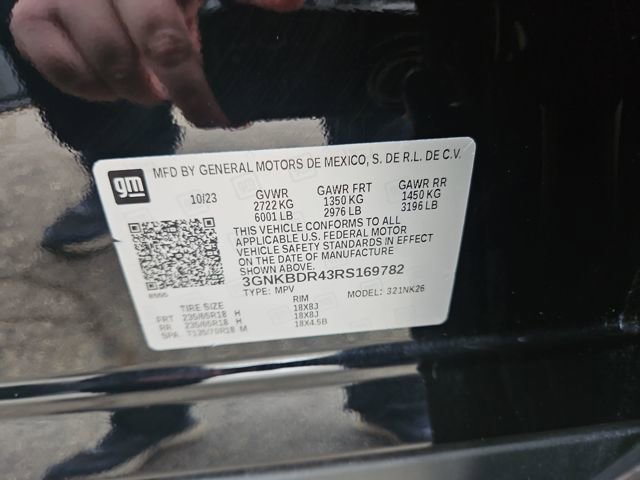 MFD BY GENERAL MOTORS DE MEXICO, S. DE R.L. DE C.V.
gm
10/23
GVWR
2722 KG
6001 LB
GAWR FRT
1350 KG
2976 LB
GAWR RR
1450 KG
3196 LB
THIS VEHICLE CONFORMS TO ALL
APPLICABLE U.S. FEDERAL MOTOR
VEHICLE SAFETY STANDARDS IN EFFECT
ON THE DATE OF MANUFACTURE
SHOWN ABOVE.
3GNKBDR43RS169782
TYPE: MPV
MODEL: 321NK26
TIRE SIZE
RIM
FRT 235/65R18 H 18X8J
RR 235/65R18 H 18X8J
SPA T135/70R18 M 18X4.5B